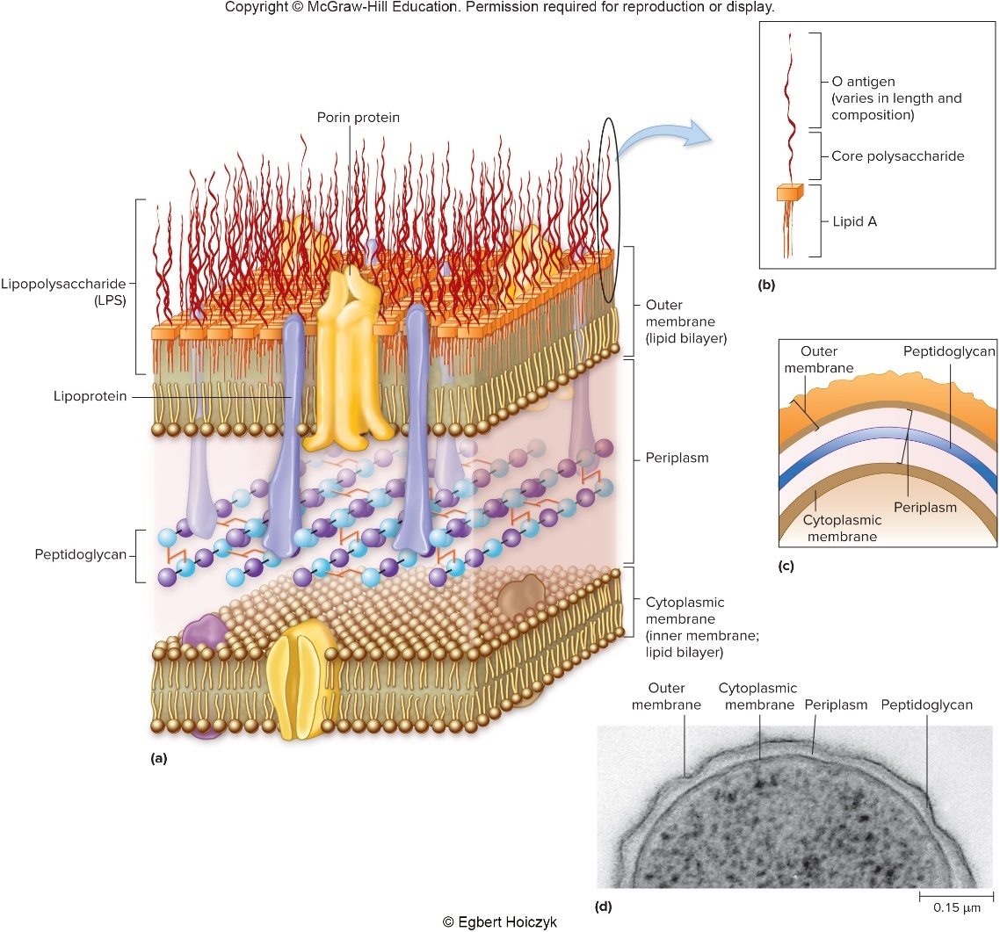 Copyright © McGraw-Hill Education. Permission required for reproduction or display.
Porin protein
Lipopolysaccharide
(LPS)
Lipoprotein
Peptidoglycan
Outer
membrane
(lipid bilayer)
Periplasm
Cytoplasmic
membrane
(inner membrane;
lipid bilayer)
(a)
O antigen
(varies in length and
composition)
Core polysaccharide
Lipid A
(b)
Outer
membrane
Peptidoglycan
Periplasm
Cytoplasmic
membrane
(c)
Outer
membrane
Cytoplasmic
membrane
Periplasm
Peptidoglycan
(d)
0.15 μm
© Egbert Hoiczyk